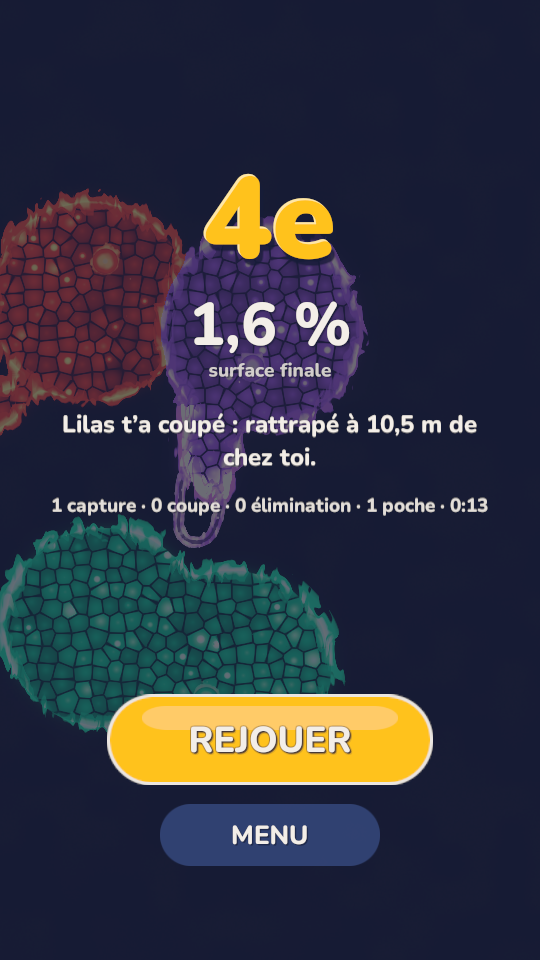 4e
1,6 %
surface finale
Lilas t’a coupé : rattrapé à 10,5 m de
chez toi.
1 capture · 0 coupe · 0 élimination · 1 poche · 0:13
REJOUER
MENU